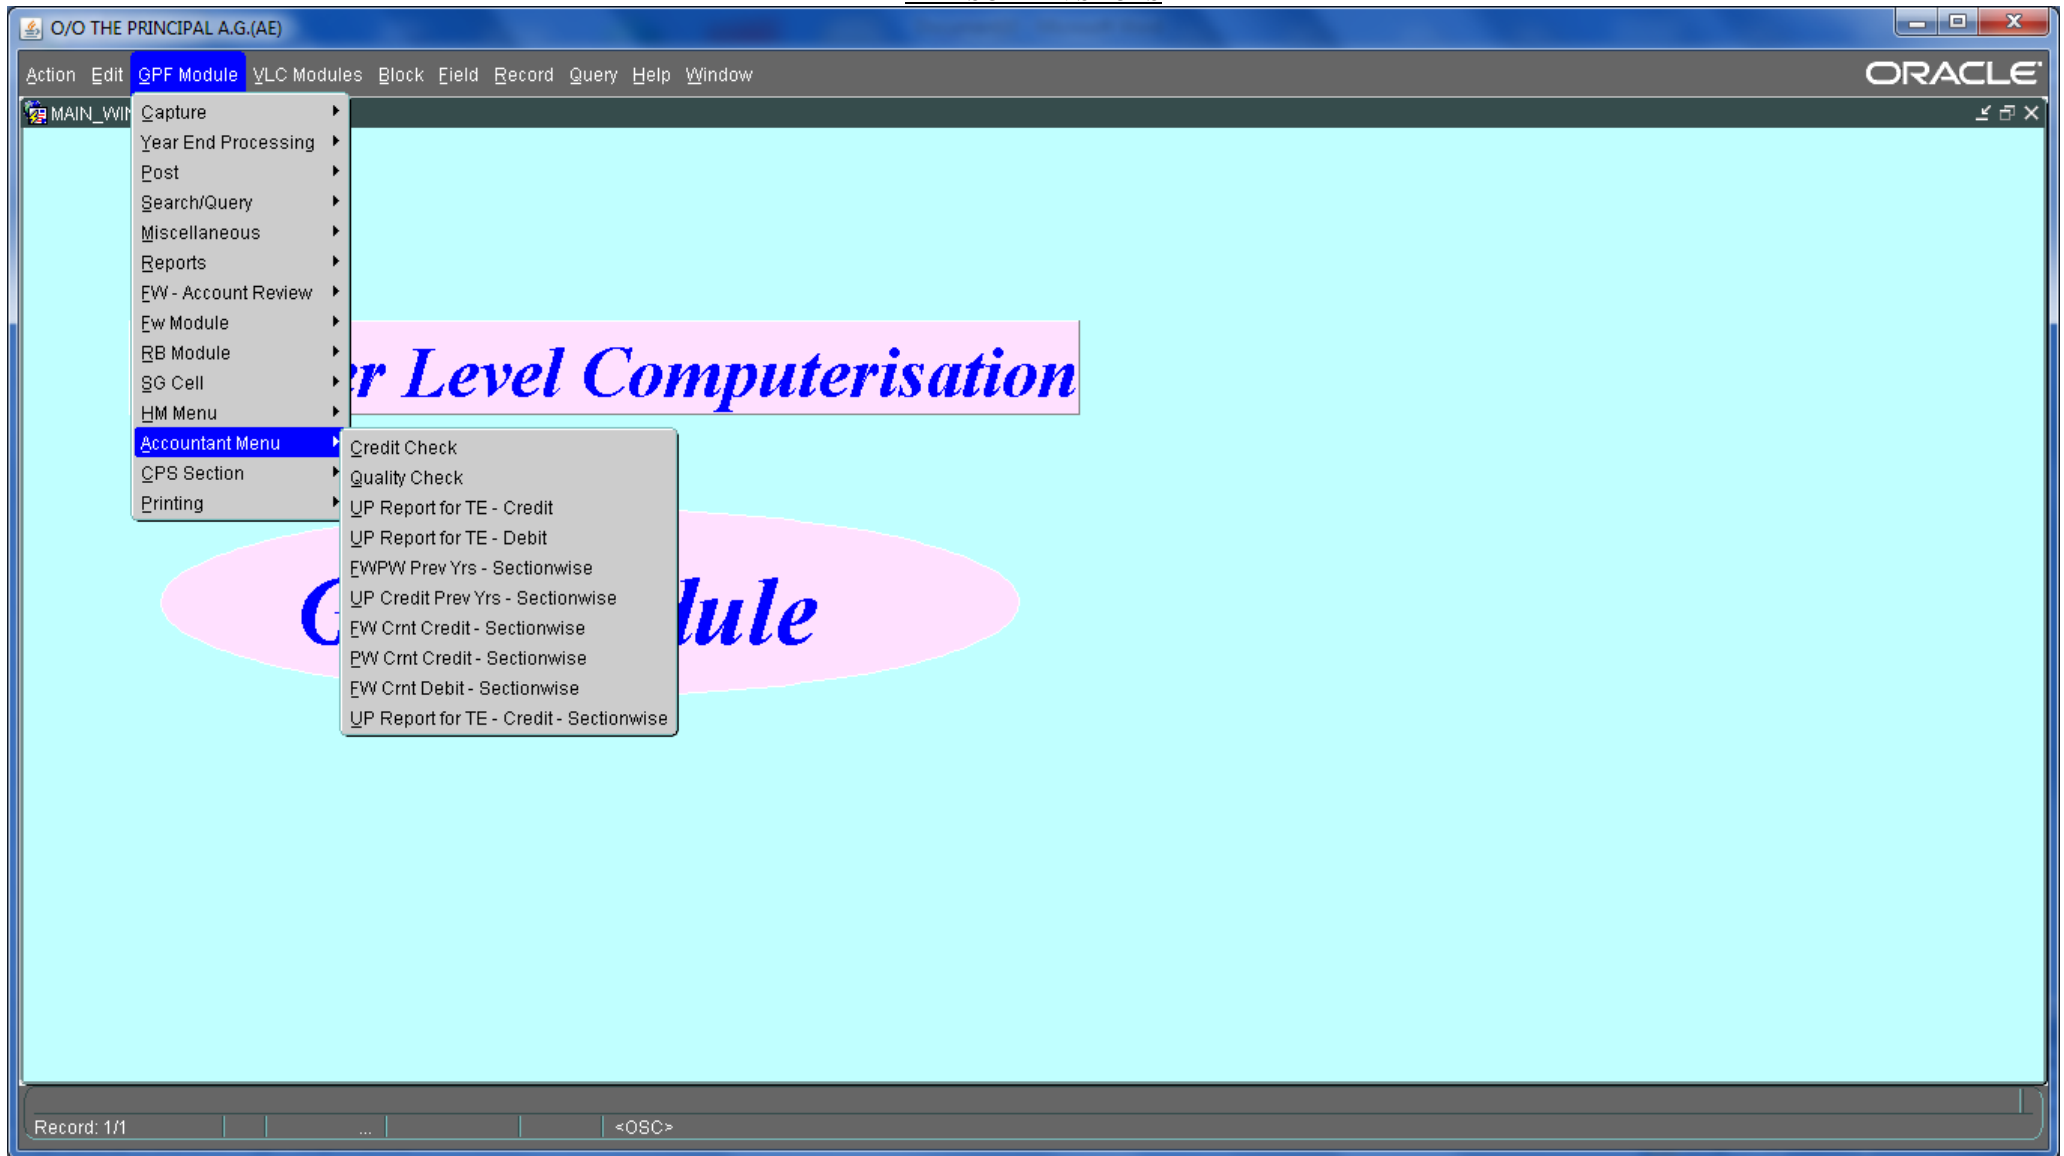 O/O THE PRINCIPAL A.G.(AE)
Action Edit GPF Module VLC Modules Block Field Record Query Help Window
ORACLE
MAIN_WIN
Capture
Year End Processing
Post
Search/Query
Miscellaneous
Reports
FW - Account Review
Fw Module
RB Module
SG Cell
HM Menu
Accountant Menu
CPS Section
Printing
Credit Check
Quality Check
UP Report for TE - Credit
UP Report for TE - Debit
FWPW Prev Yrs - Sectionwise
UP Credit Prev Yrs - Sectionwise
FW Crnt Credit - Sectionwise
PW Crnt Credit - Sectionwise
FW Crnt Debit - Sectionwise
UP Report for TE - Credit - Sectionwise
er Level Computerisation
dule
Record: 1/1 ... <OSC>